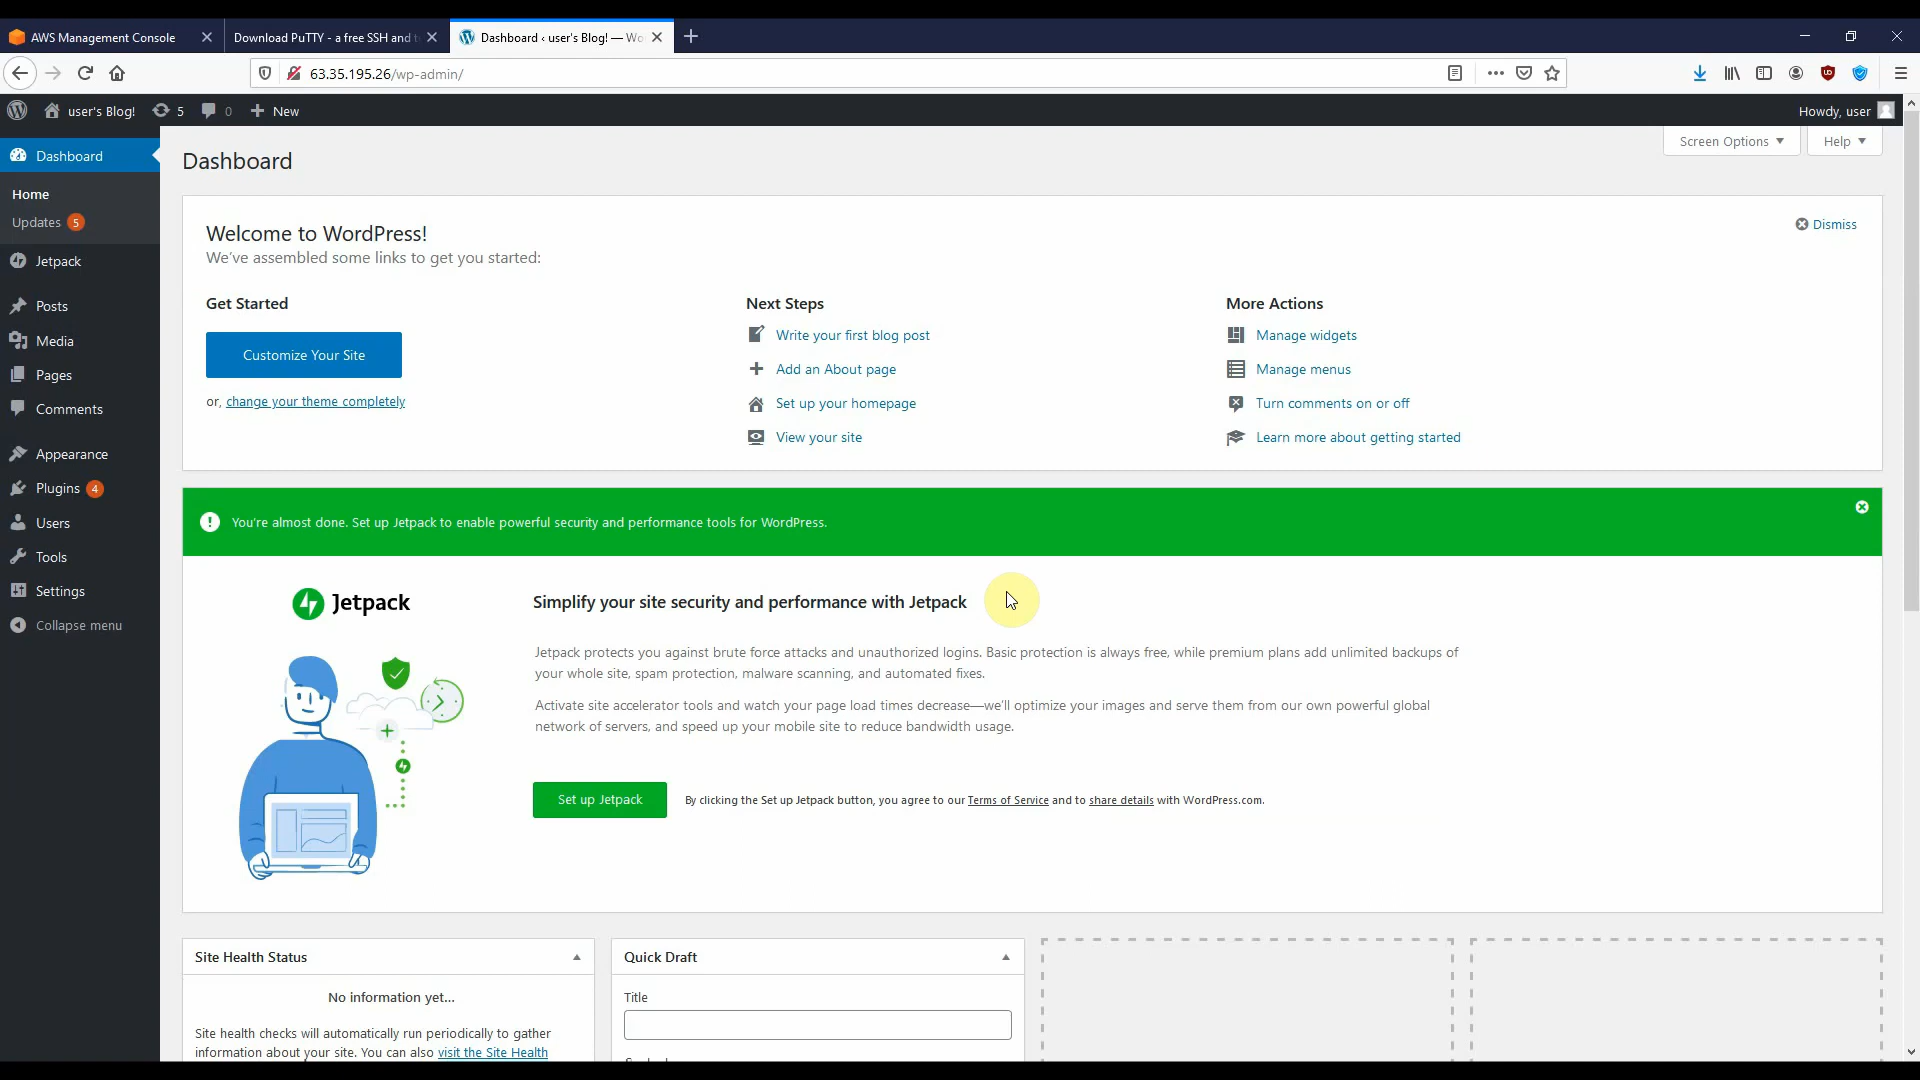 AWS Management Console
Download PuTTY - a free SSH and t
Dashboard ‹ user's Blog! — Wo
63.35.195.26/wp-admin/
user's Blog! 5 0 New
Howdy, user
Dashboard
Home
Updates 5
Jetpack
Posts
Media
Pages
Comments
Appearance
Plugins 4
Users
Tools
Settings
Collapse menu
Dashboard
Screen Options
Help
Welcome to WordPress!
We've assembled some links to get you started:
Dismiss
Get Started
Customize Your Site
or, change your theme completely
Next Steps
Write your first blog post
Add an About page
Set up your homepage
View your site
More Actions
Manage widgets
Manage menus
Turn comments on or off
Learn more about getting started
You're almost done. Set up Jetpack to enable powerful security and performance tools for WordPress.
Jetpack
Simplify your site security and performance with Jetpack
Jetpack protects you against brute force attacks and unauthorized logins. Basic protection is always free, while premium plans add unlimited backups of
your whole site, spam protection, malware scanning, and automated fixes.
Activate site accelerator tools and watch your page load times decrease—we'll optimize your images and serve them from our own powerful global
network of servers, and speed up your mobile site to reduce bandwidth usage.
Set up Jetpack
By clicking the Set up Jetpack button, you agree to our Terms of Service and to share details with WordPress.com.
Site Health Status
No information yet...
Site health checks will automatically run periodically to gather
information about your site. You can also visit the Site Health
Quick Draft
Title